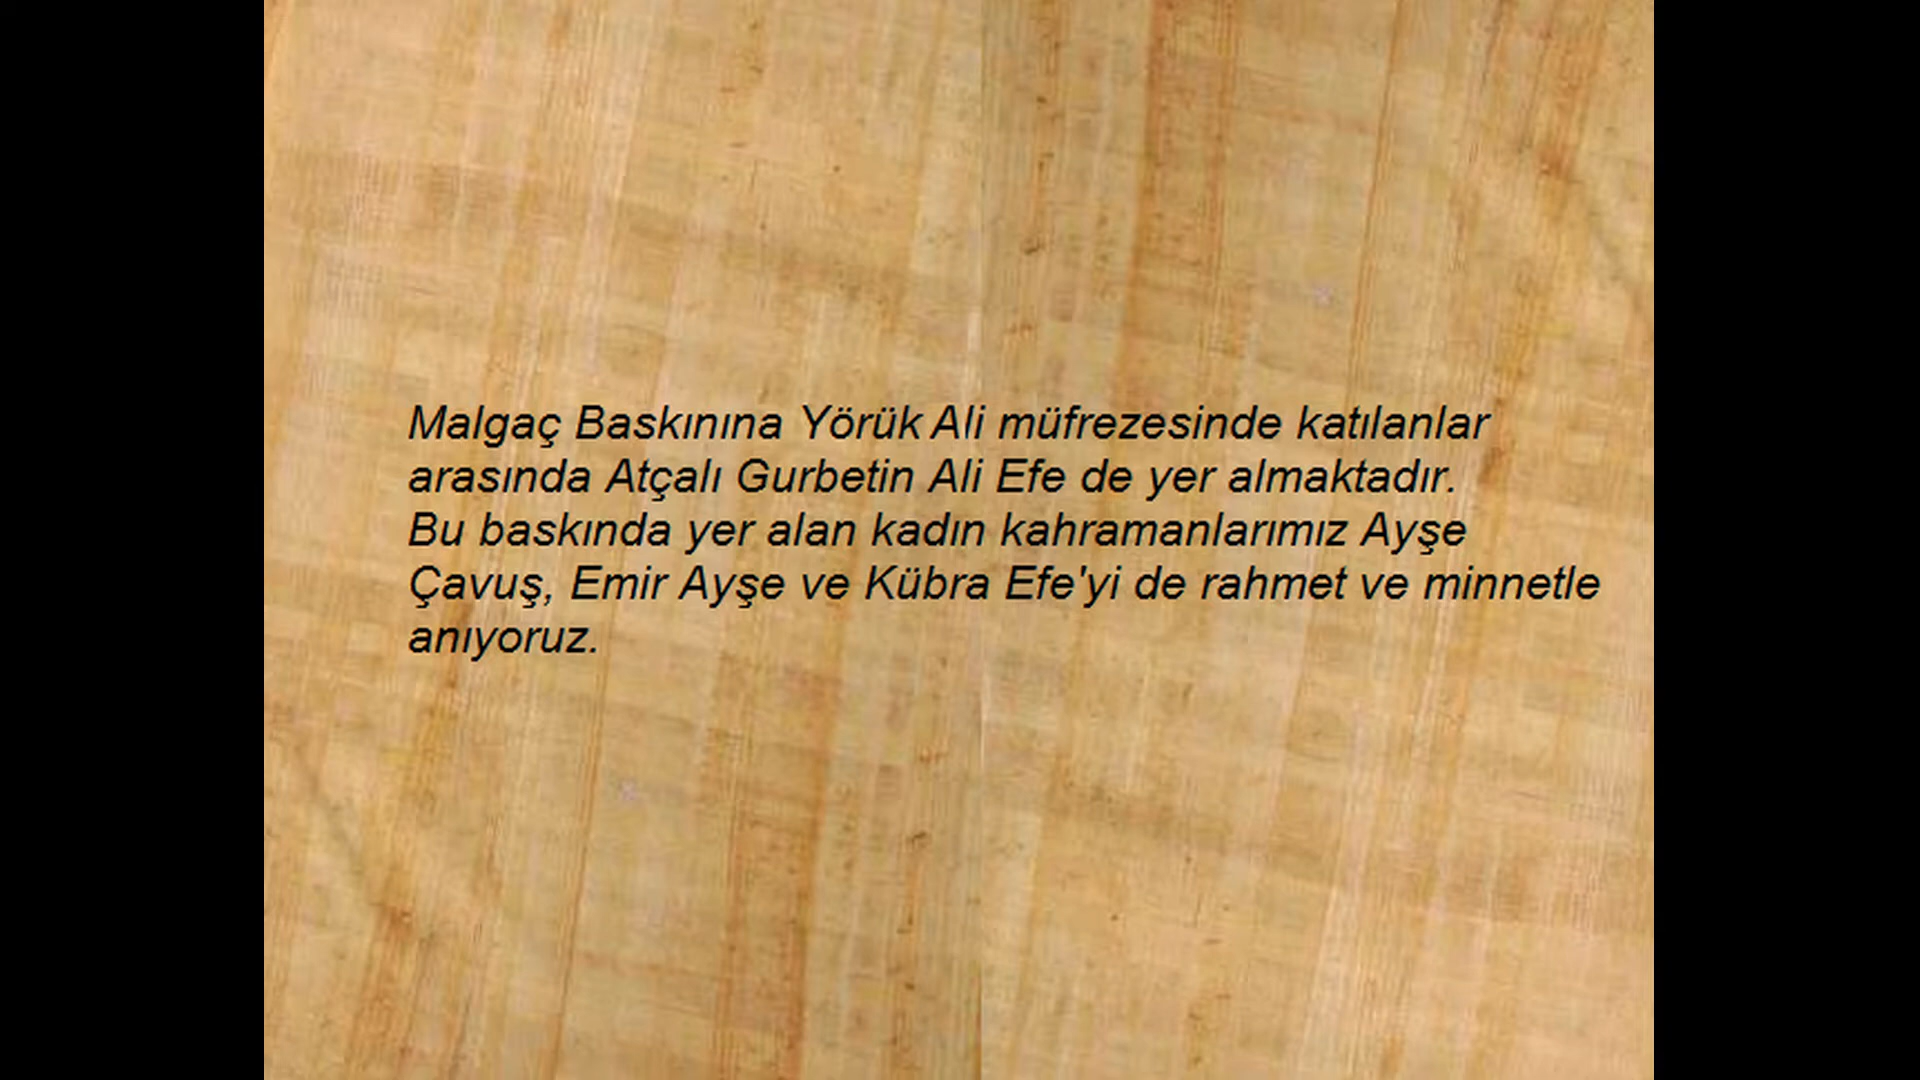 Malgaç Baskınına Yörük Ali müfrezesinde katılanlar
arasında Atçalı Gurbetin Ali Efe de yer almaktadır.
Bu baskında yer alan kadın kahramanlarımız Ayşe
Çavuş, Emir Ayşe ve Kübra Efe'yi de rahmet ve minnetle
anıyoruz.